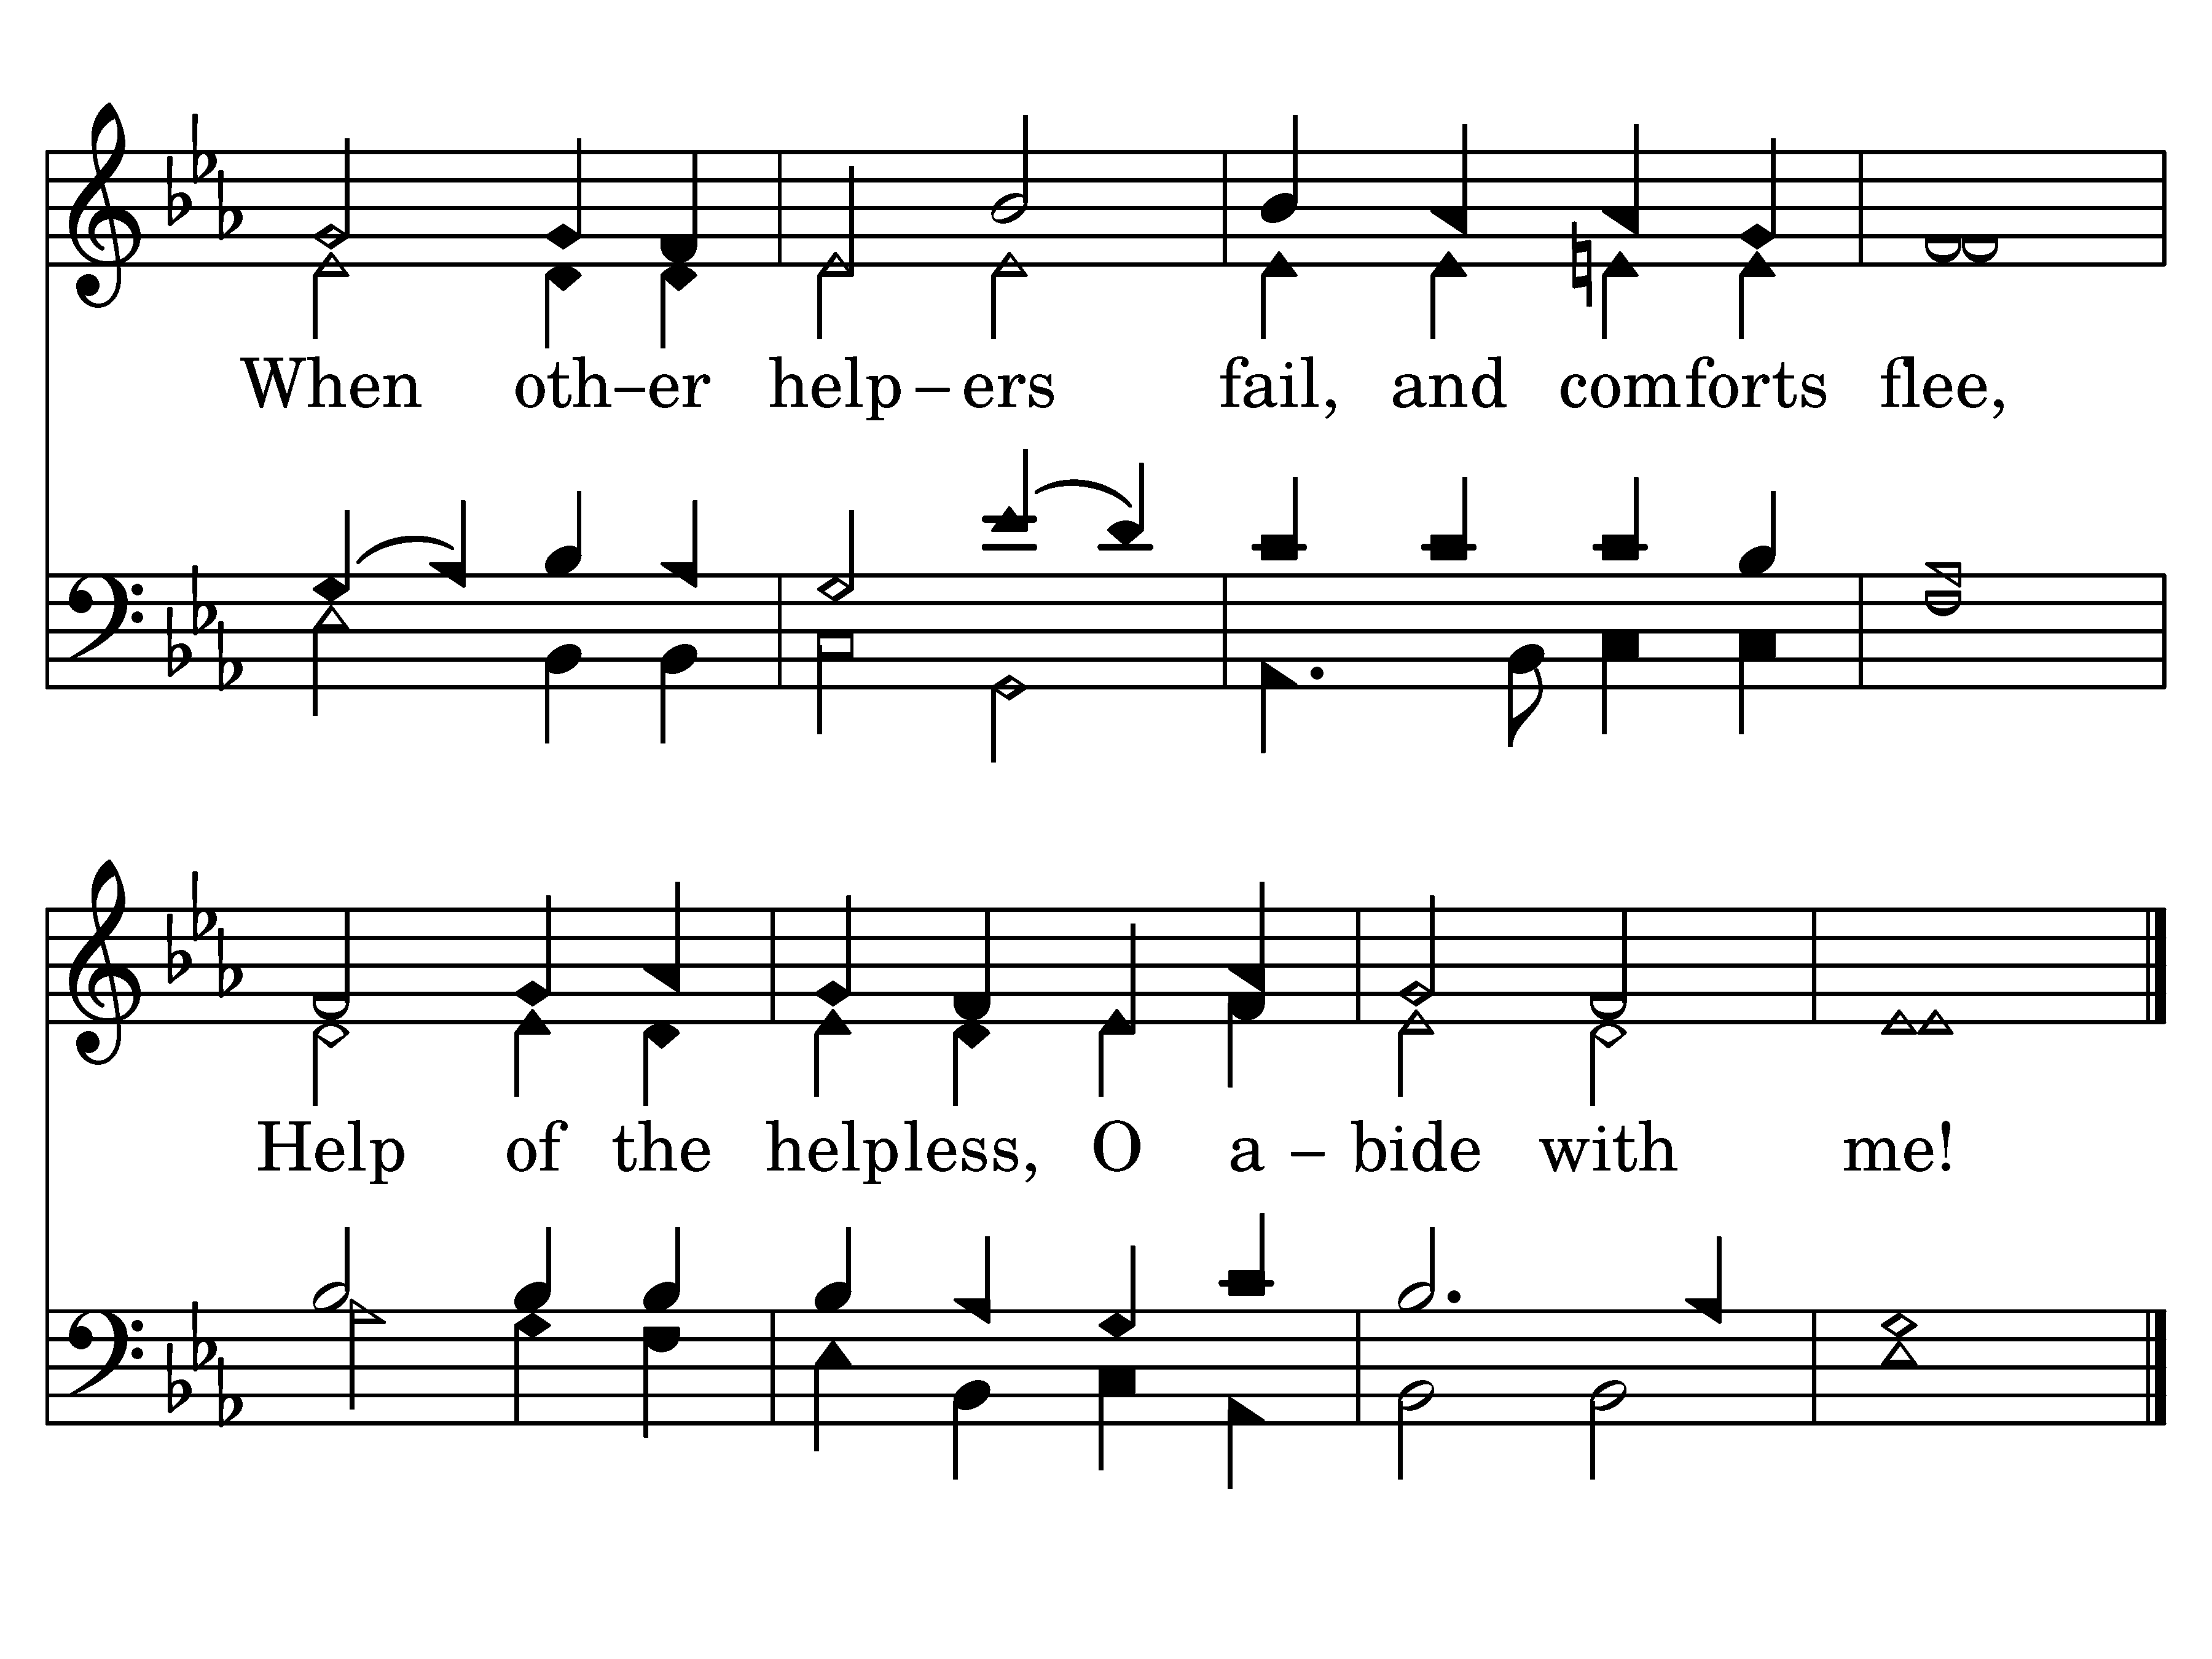 When oth–er help–ers fail, and comforts flee,
Help of the helpless, O a–bide with me!